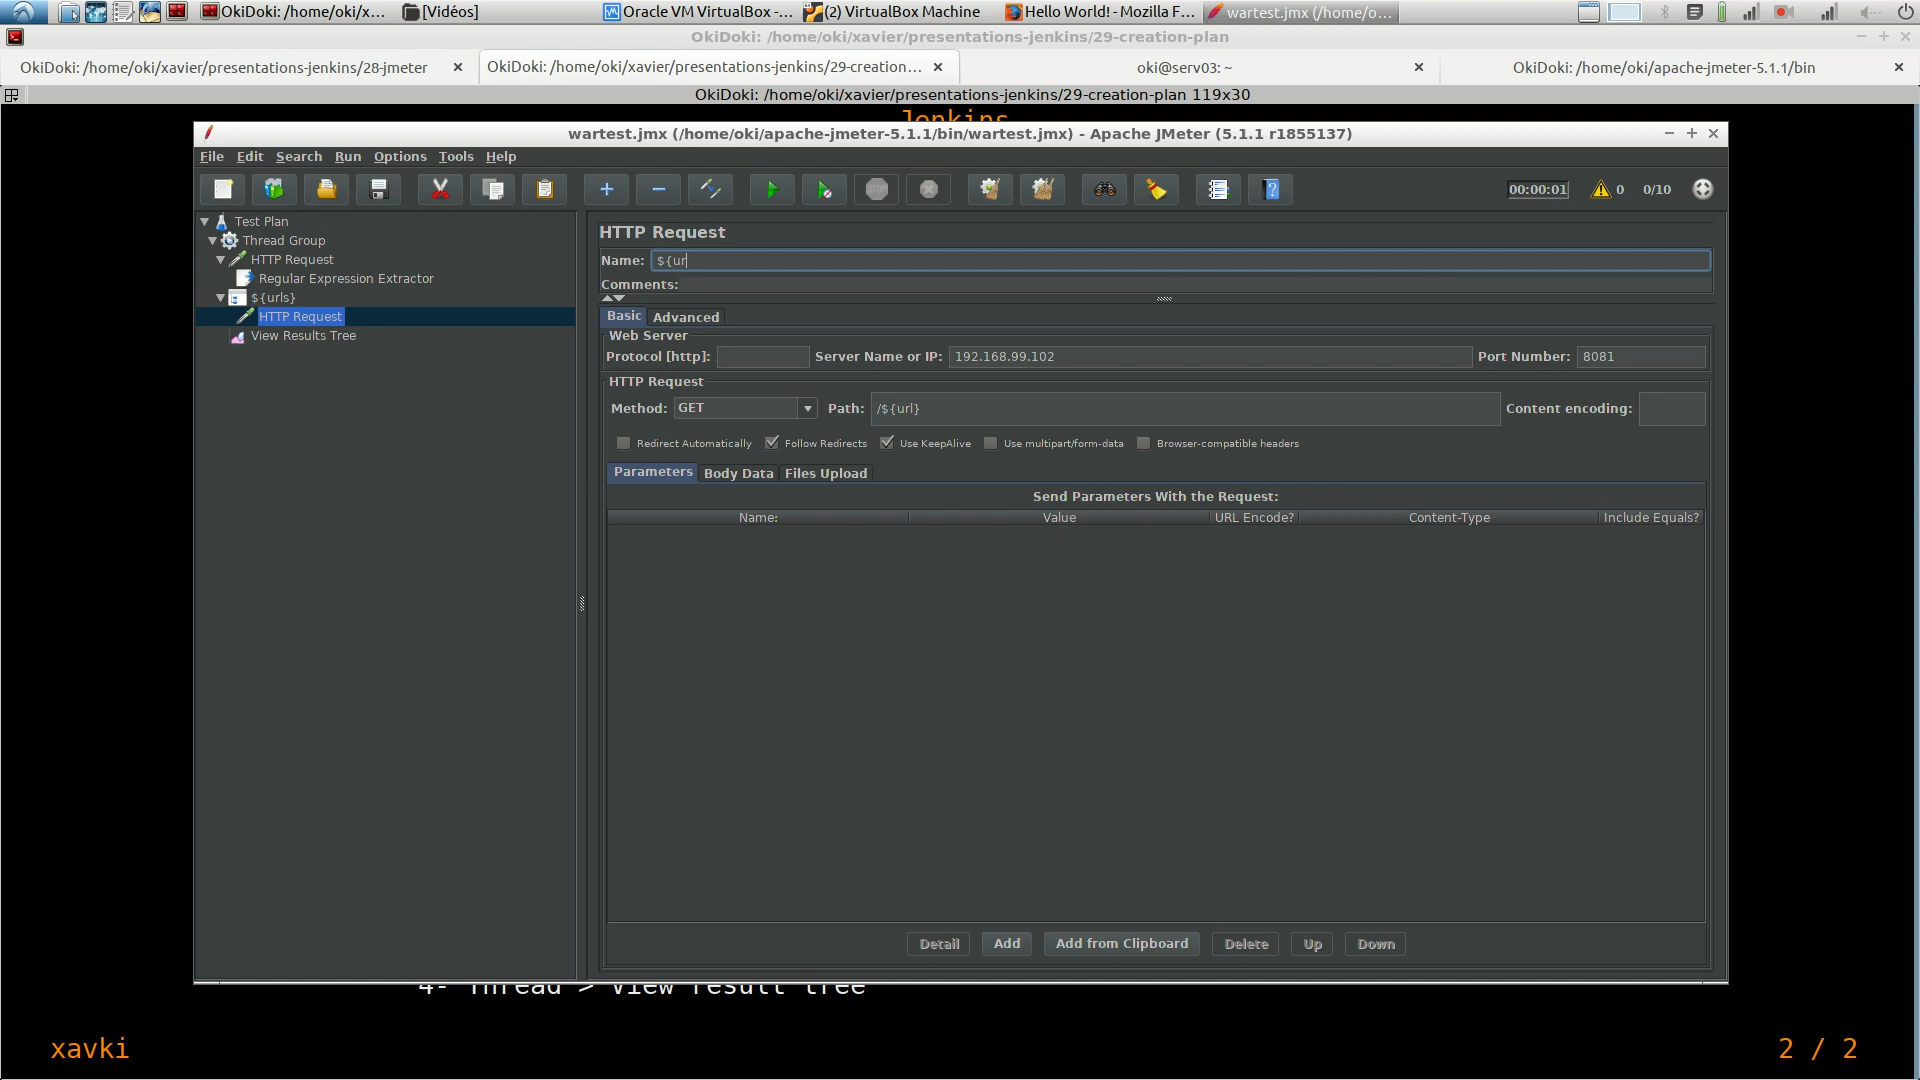 OkiDoki: /home/oki/x... [Vidéos] Oracle VM VirtualBox -... (2) VirtualBox Machine Hello World! - Mozilla F... wartest.jmx (/home/o...
OkiDoki: /home/oki/xavier/presentations-jenkins/29-creation-plan
OkiDoki: /home/oki/xavier/presentations-jenkins/28-jmeter OkiDoki: /home/oki/xavier/presentations-jenkins/29-creation... oki@serv03: ~ OkiDoki: /home/oki/apache-jmeter-5.1.1/bin
OkiDoki: /home/oki/xavier/presentations-jenkins/29-creation-plan 119x30
Jenkins
wartest.jmx (/home/oki/apache-jmeter-5.1.1/bin/wartest.jmx) - Apache JMeter (5.1.1 r1855137)
File Edit Search Run Options Tools Help
STOP 00:00:01 0 0/10
Test Plan
Thread Group
HTTP Request
Regular Expression Extractor
${urls}
HTTP Request
View Results Tree
HTTP Request
Name: ${ur
Comments:
Basic Advanced
Web Server
Protocol [http]: Server Name or IP: 192.168.99.102 Port Number: 8081
HTTP Request
Method: GET Path: /${url} Content encoding:
Redirect Automatically Follow Redirects Use KeepAlive Use multipart/form-data Browser-compatible headers
Parameters Body Data Files Upload
Send Parameters With the Request:
Name: Value URL Encode? Content-Type Include Equals?
Detail Add Add from Clipboard Delete Up Down
4- Thread > View result tree
xavki 2 / 2